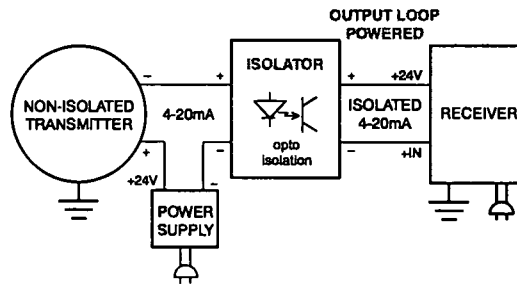 OUTPUT LOOP
POWERED
ISOLATOR
NON-ISOLATED
TRANSMITTER
−
+
4-20mA
+
−
+24V
−
opto
isolation
+
+24V
ISOLATED
4-20mA
−
+IN
RECEIVER
POWER
SUPPLY